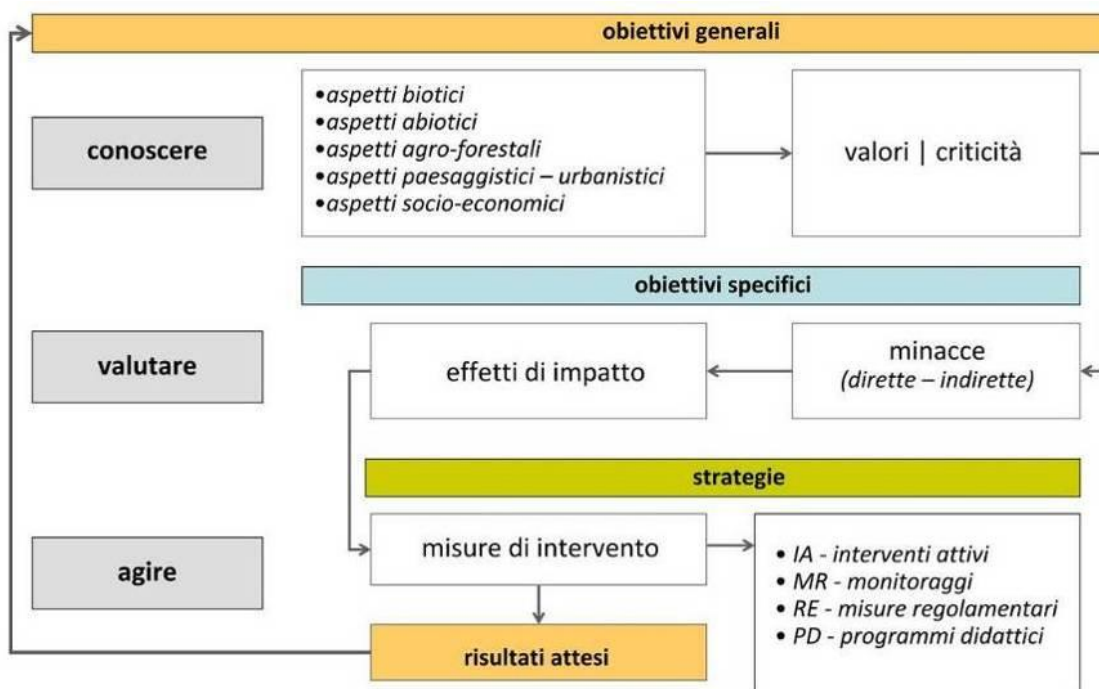 obiettivi generali
conoscere
•aspetti biotici
•aspetti abiotici
•aspetti agro-forestali
•aspetti paesaggistici – urbanistici
•aspetti socio-economici
valori | criticità
obiettivi specifici
valutare
effetti di impatto
minacce
(dirette – indirette)
strategie
agire
misure di intervento
• IA - interventi attivi
• MR - monitoraggi
• RE - misure regolamentari
• PD - programmi didattici
risultati attesi